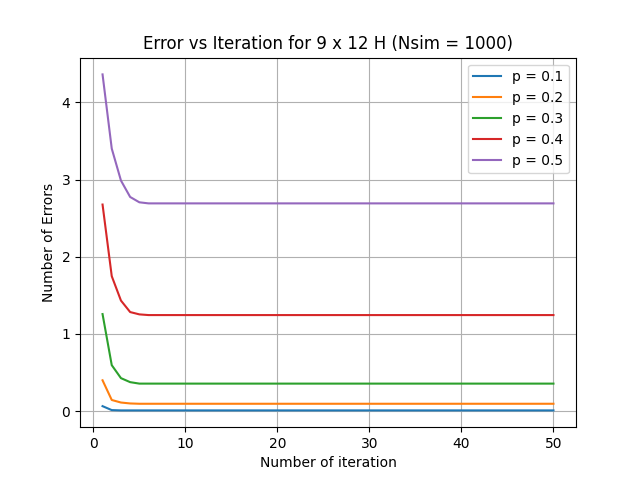 Error vs Iteration for 9 x 12 H (Nsim = 1000)
p = 0.1
p = 0.2
p = 0.3
p = 0.4
p = 0.5
Number of Errors
4
3
2
1
0
0 10 20 30 40 50
Number of iteration